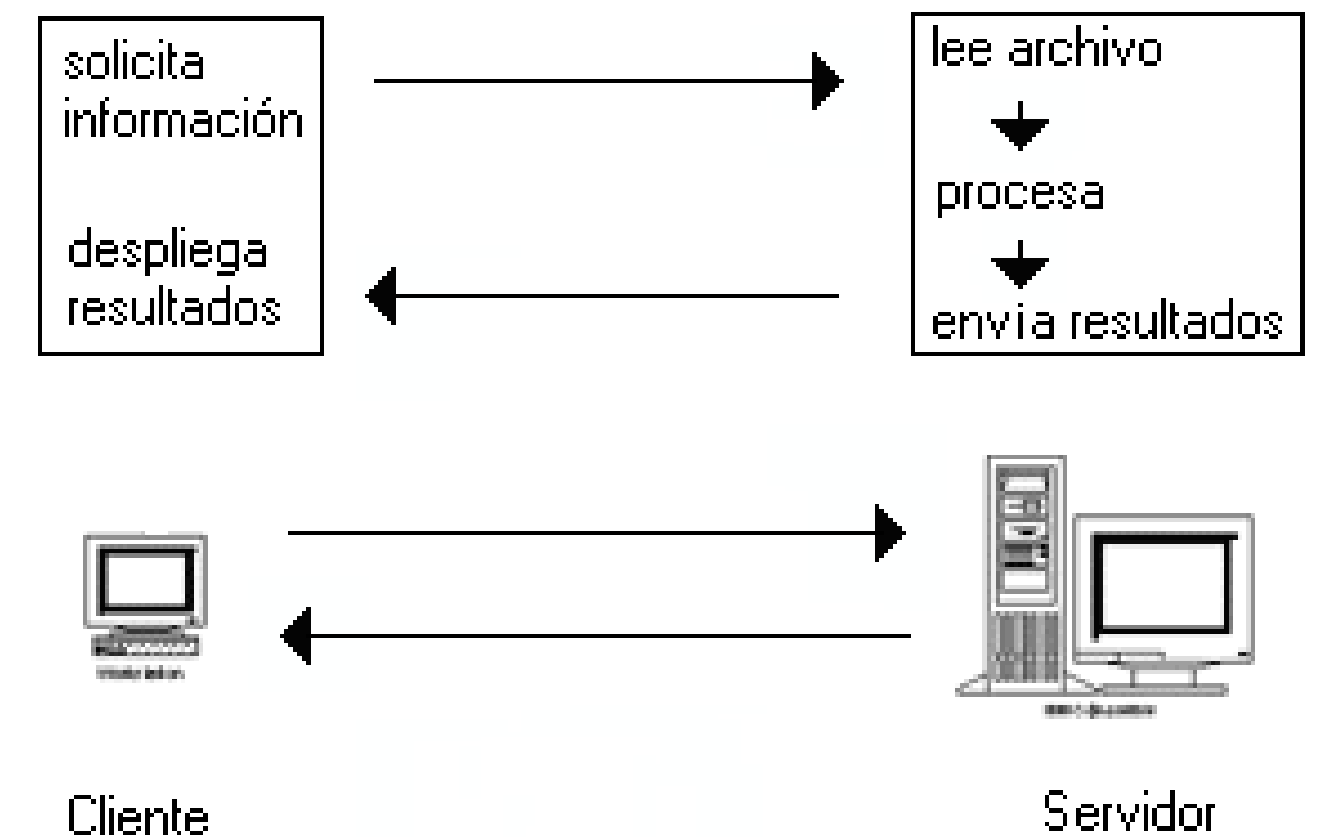 solicita
información
despliega
resultados
lee archivo
procesa
envia resultados
Cliente
Servidor